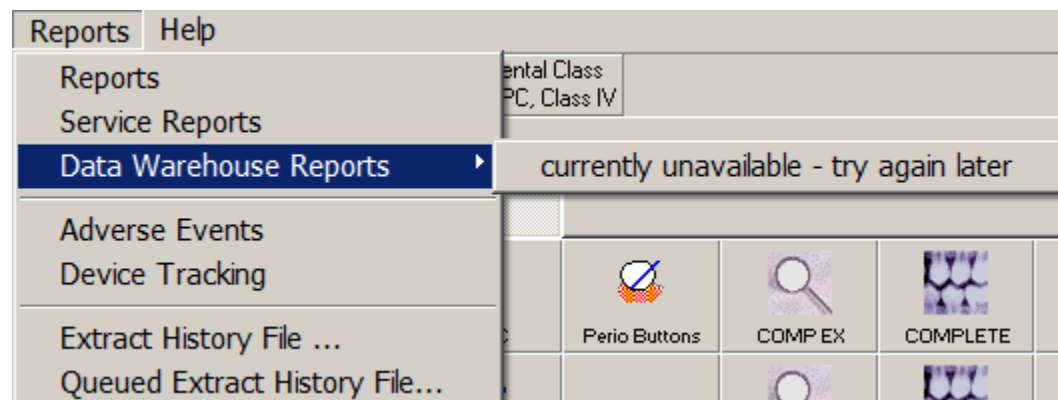 Reports Help
Reports
ental Class
PC, Class IV
Service Reports
Data Warehouse Reports
currently unavailable - try again later
Adverse Events
Device Tracking
Perio Buttons
COMP EX
COMPLETE
Extract History File ...
Queued Extract History File...